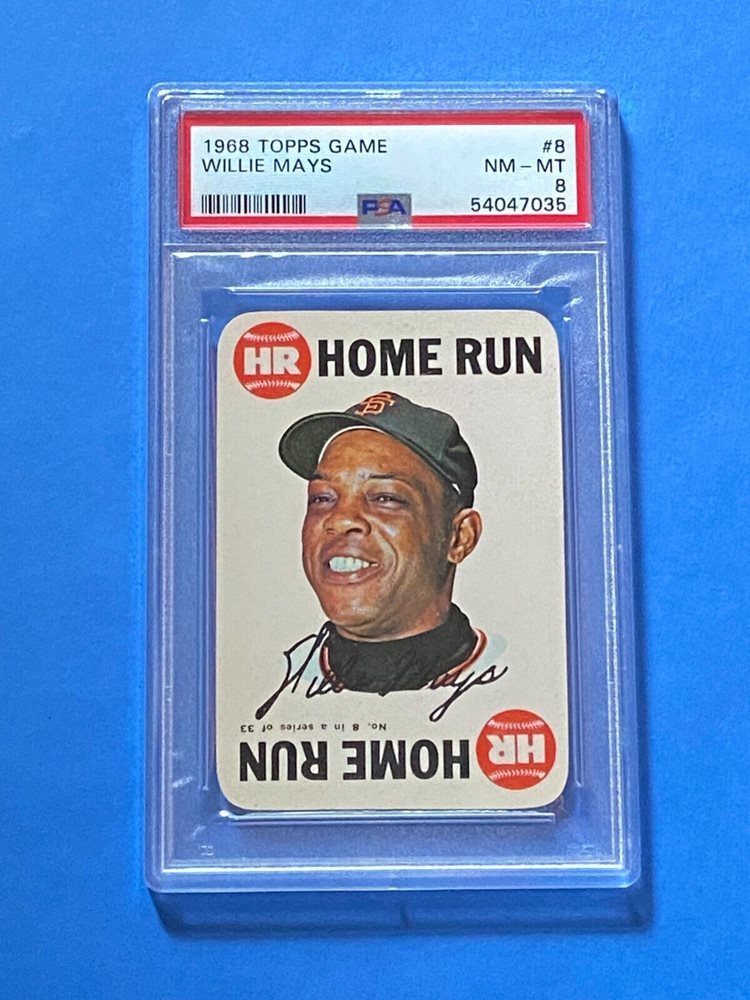 1968 TOPPS GAME #8
WILLIE MAYS NM – MT
8
PSA 54047035
HR HOME RUN
SF
Willie Mays
No. 8 in a series of 33
HOME RUN HR